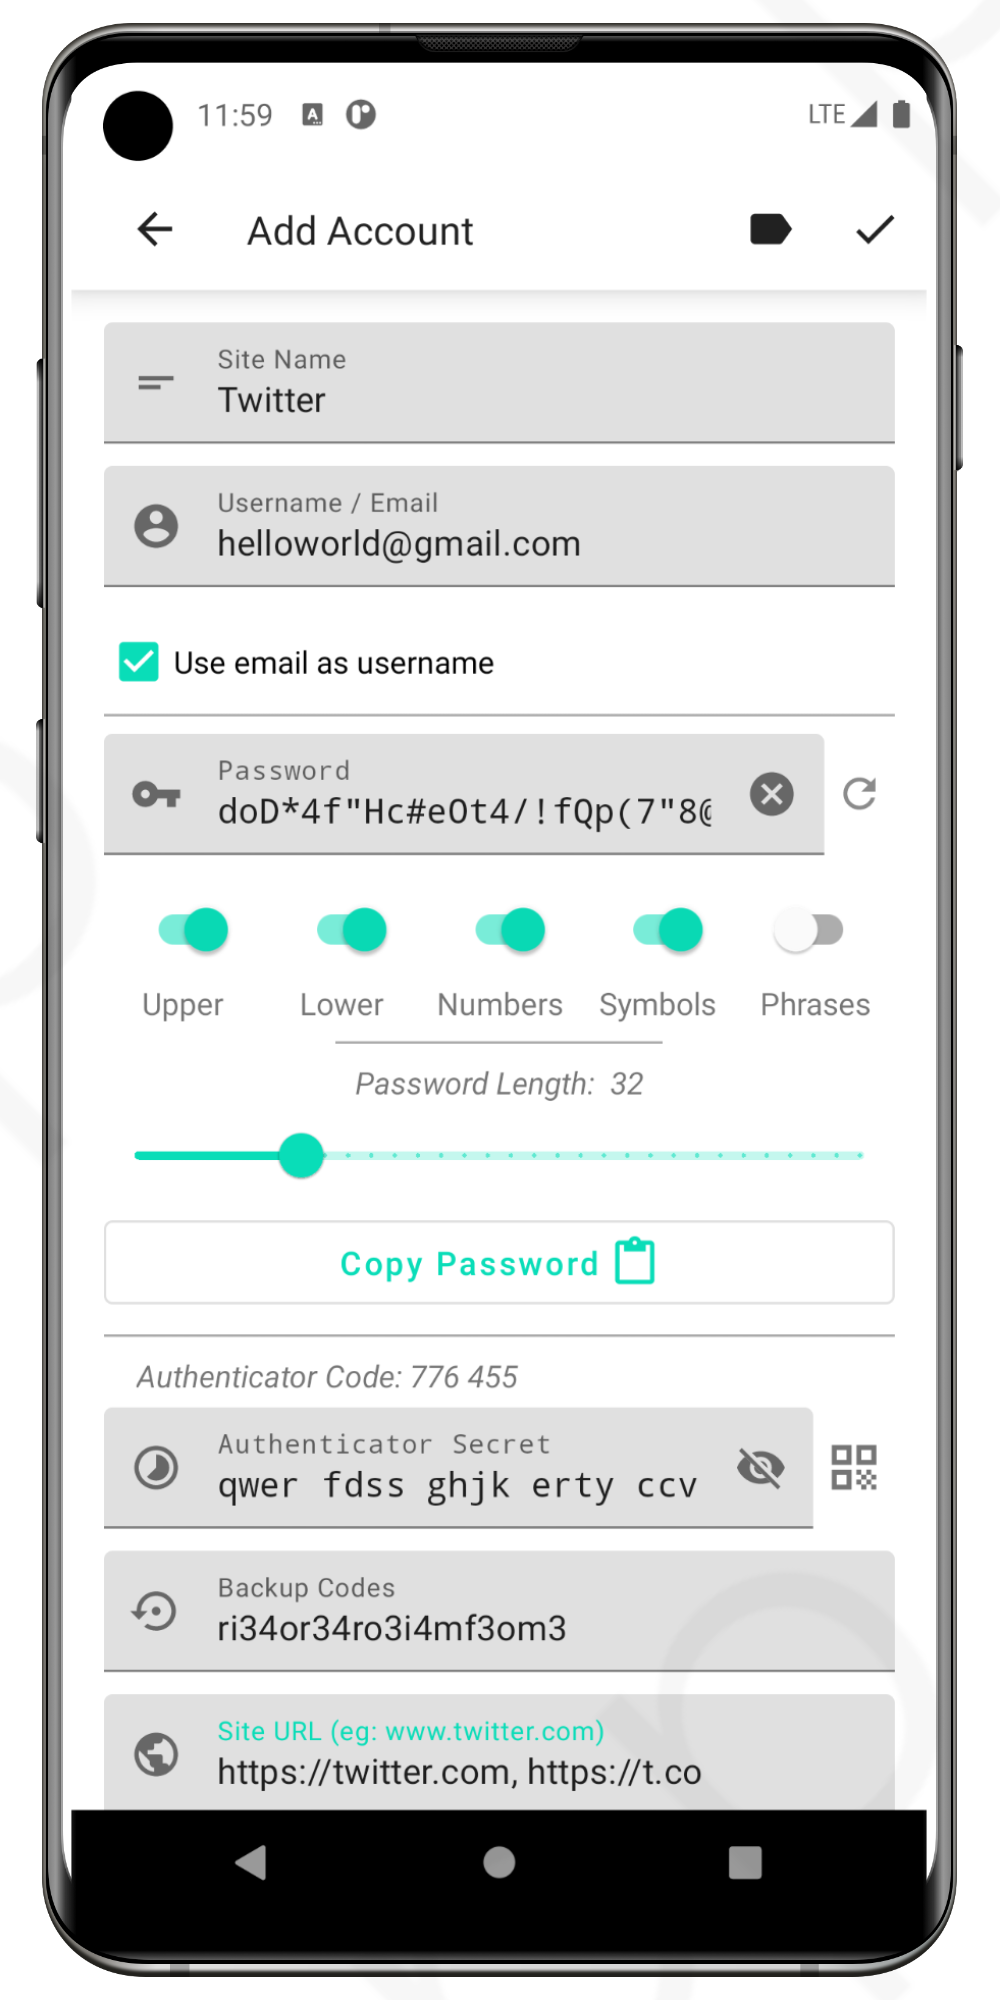 11:59
LTE
Add Account
Site Name
Twitter
Username / Email
helloworld@gmail.com
Use email as username
Password
doD*4f"Hc#eOt4/!fQp(7"8@
Upper Lower Numbers Symbols Phrases
Password Length: 32
Copy Password
Authenticator Code: 776 455
Authenticator Secret
qwer fdss ghjk erty ccv
Backup Codes
ri34or34ro3i4mf3om3
Site URL (eg: www.twitter.com)
https://twitter.com, https://t.co